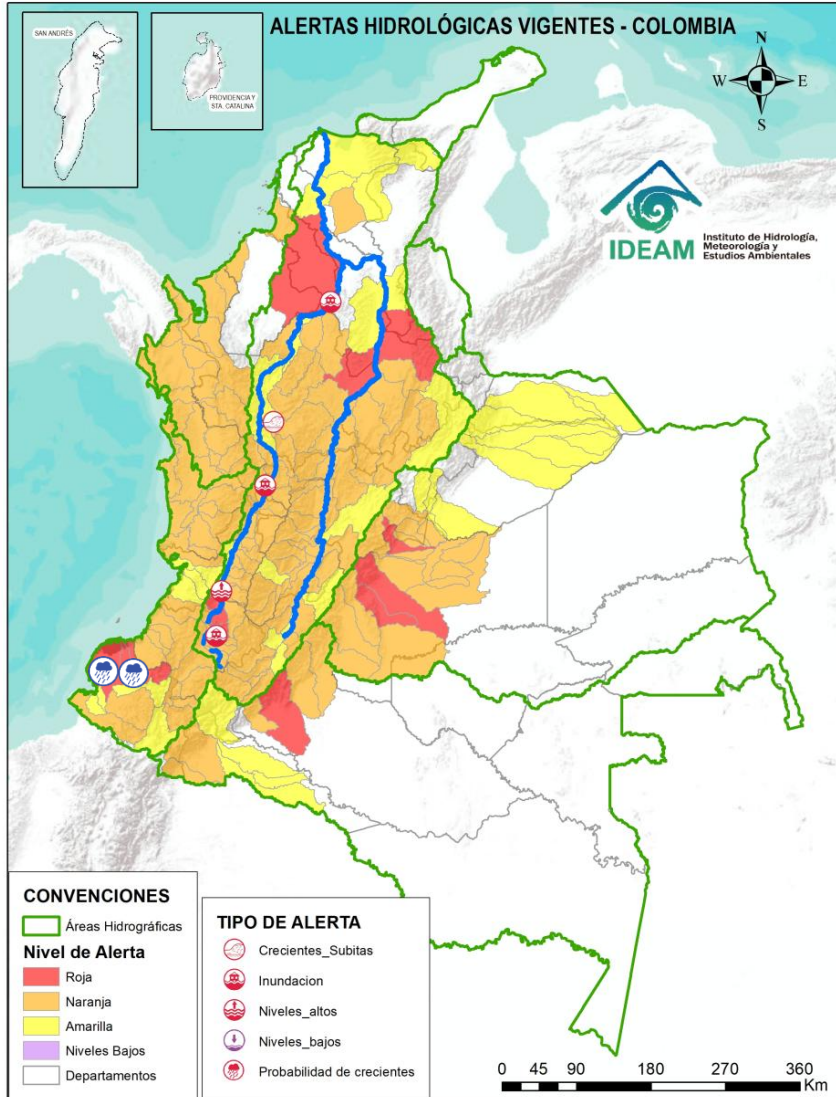 ALERTAS HIDROLÓGICAS VIGENTES - COLOMBIA
SAN ANDRÉS
PROVIDENCIA Y
STA. CATALINA
N
W
E
S
IDEAM
Instituto de Hidrología,
Meteorología y
Estudios Ambientales
CONVENCIONES
Áreas Hidrográficas
Nivel de Alerta
Roja
Naranja
Amarilla
Niveles Bajos
Departamentos
TIPO DE ALERTA
Crecientes_Subitas
Inundacion
Niveles_altos
Niveles_bajos
Probabilidad de crecientes
0 45 90 180 270 360
Km